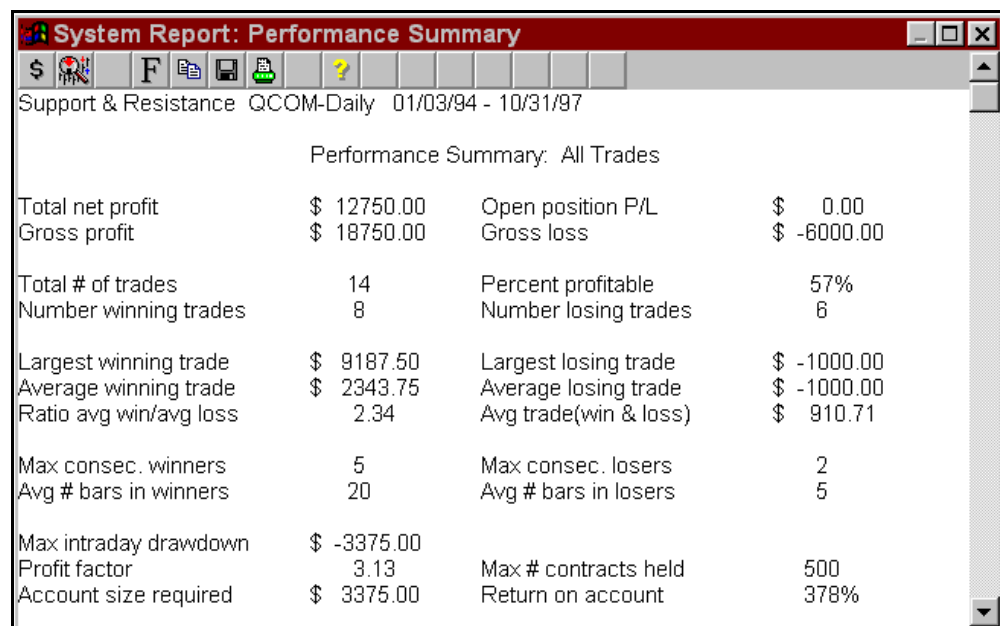 System Report: Performance Summary
$ F ?
Support & Resistance QCOM-Daily 01/03/94 - 10/31/97
Performance Summary: All Trades
Total net profit $ 12750.00 Open position P/L $ 0.00
Gross profit $ 18750.00 Gross loss $ -6000.00
Total # of trades 14 Percent profitable 57%
Number winning trades 8 Number losing trades 6
Largest winning trade $ 9187.50 Largest losing trade $ -1000.00
Average winning trade $ 2343.75 Average losing trade $ -1000.00
Ratio avg win/avg loss 2.34 Avg trade(win & loss) $ 910.71
Max consec. winners 5 Max consec. losers 2
Avg # bars in winners 20 Avg # bars in losers 5
Max intraday drawdown $ -3375.00
Profit factor 3.13 Max # contracts held 500
Account size required $ 3375.00 Return on account 378%